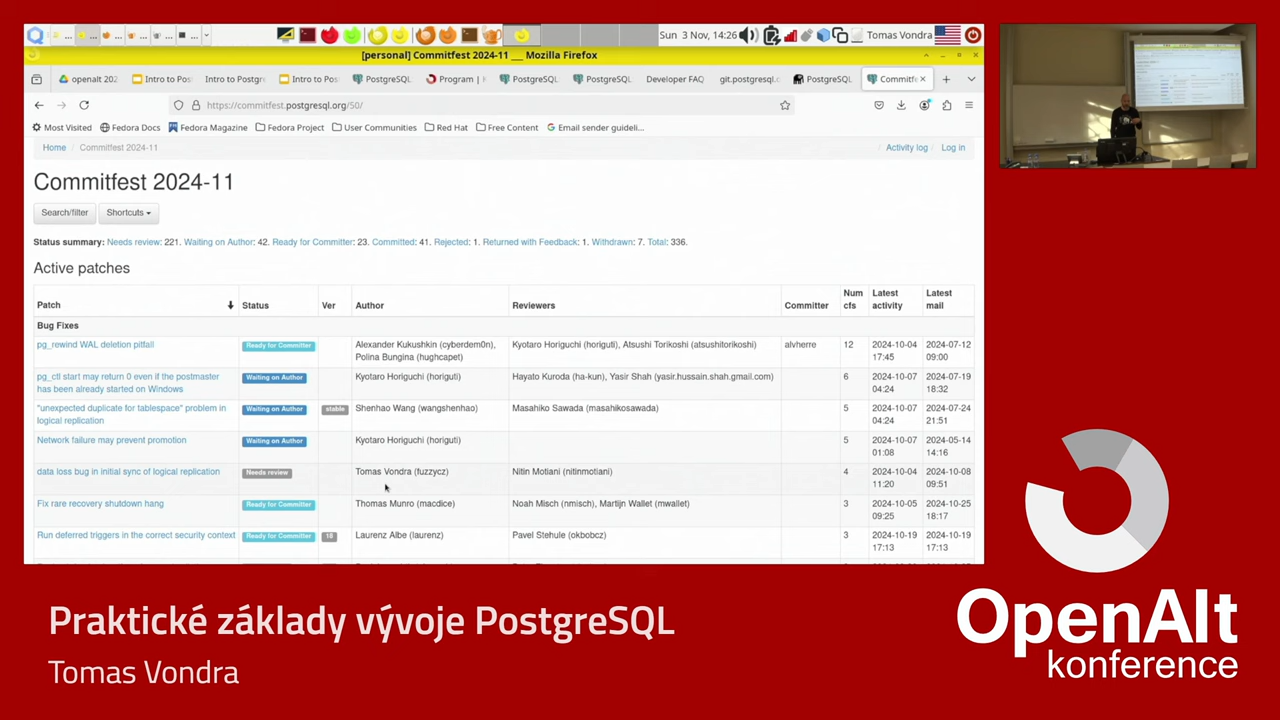 Sun 3 Nov, 14:26
Tomas Vondra
[personal] Commitfest 2024-11 ___ Mozilla Firefox
openalt 202
Intro to Pos
Intro to Postgr
Intro to Post
PostgreSQL
Program | 
PostgreSQL
PostgreSQL
Developer FAQ
git.postgresql.o
PostgreSQL
Commitfe
https://commitfest.postgresql.org/50/
Most Visited
Fedora Docs
Fedora Magazine
Fedora Project
User Communities
Red Hat
Free Content
Email sender guideli...
Home / Commitfest 2024-11
Activity log
Log in
Commitfest 2024-11
Search/filter
Shortcuts
Status summary: Needs review: 221. Waiting on Author: 42. Ready for Committer: 23. Committed: 41. Rejected: 1. Returned with Feedback: 1. Withdrawn: 7. Total: 336.
Active patches
Patch Status Ver Author Reviewers Committer Num cfs Latest activity Latest mail
Bug Fixes
pg_rewind WAL deletion pitfall Ready for Committer Alexander Kukushkin (cyberdem0n), Polina Bungina (hughcapet) Kyotaro Horiguchi (horiguti), Atsushi Torikoshi (atsushitorikoshi) alvherre 12 2024-10-04 17:45 2024-07-12 09:00
pg_ctl start may return 0 even if the postmaster has been already started on Windows Waiting on Author Kyotaro Horiguchi (horiguti) Hayato Kuroda (ha-kun), Yasir Shah (yasir.hussain.shah.gmail.com) 6 2024-10-07 04:24 2024-07-19 18:32
"unexpected duplicate for tablespace" problem in logical replication Waiting on Author stable Shenhao Wang (wangshenhao) Masahiko Sawada (masahikosawada) 5 2024-10-07 04:24 2024-07-24 21:51
Network failure may prevent promotion Waiting on Author Kyotaro Horiguchi (horiguti) 5 2024-10-07 01:08 2024-05-14 14:16
data loss bug in initial sync of logical replication Needs review Tomas Vondra (fuzzycz) Nitin Motiani (nitinmotiani) 4 2024-10-04 11:20 2024-10-08 09:51
Fix rare recovery shutdown hang Ready for Committer Thomas Munro (macdice) Noah Misch (nmisch), Martijn Wallet (mwallet) 3 2024-10-05 09:25 2024-10-25 18:17
Run deferred triggers in the correct security context Ready for Committer 18 Laurenz Albe (laurenz) Pavel Stehule (okbobcz) 3 2024-10-19 17:13 2024-10-19 17:13
Praktické základy vývoje PostgreSQL
Tomas Vondra
OpenAlt
konference